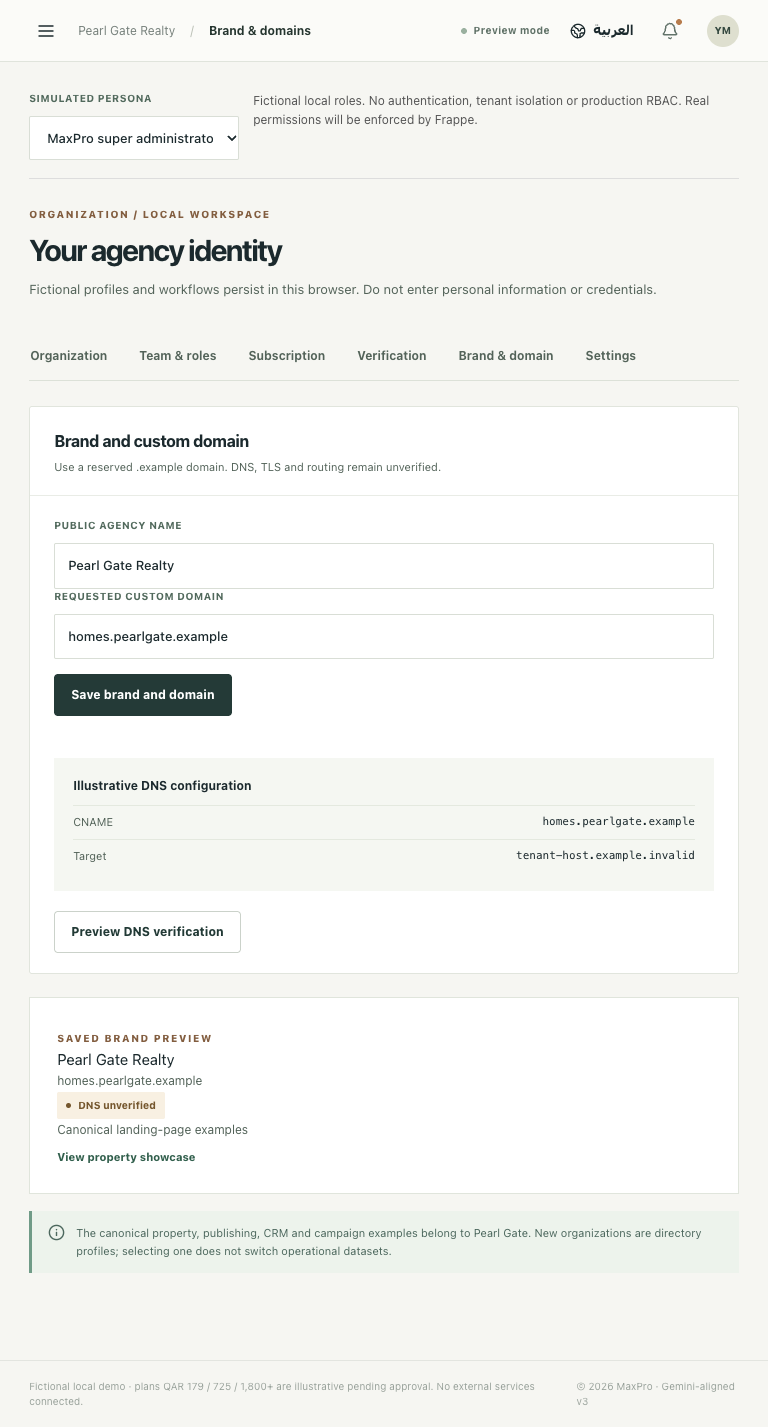 Pearl Gate Realty / Brand & domains
Preview mode
العربية
YM
SIMULATED PERSONA
MaxPro super administrato
Fictional local roles. No authentication, tenant isolation or production RBAC. Real
permissions will be enforced by Frappe.
ORGANIZATION / LOCAL WORKSPACE
Your agency identity
Fictional profiles and workflows persist in this browser. Do not enter personal information or credentials.
Organization Team & roles Subscription Verification Brand & domain Settings
Brand and custom domain
Use a reserved .example domain. DNS, TLS and routing remain unverified.
PUBLIC AGENCY NAME
Pearl Gate Realty
REQUESTED CUSTOM DOMAIN
homes.pearlgate.example
Save brand and domain
Illustrative DNS configuration
CNAME homes.pearlgate.example
Target tenant-host.example.invalid
Preview DNS verification
SAVED BRAND PREVIEW
Pearl Gate Realty
homes.pearlgate.example
DNS unverified
Canonical landing-page examples
View property showcase
The canonical property, publishing, CRM and campaign examples belong to Pearl Gate. New organizations are directory
profiles; selecting one does not switch operational datasets.
Fictional local demo · plans QAR 179 / 725 / 1,800+ are illustrative pending approval. No external services
connected.
© 2026 MaxPro · Gemini-aligned
v3